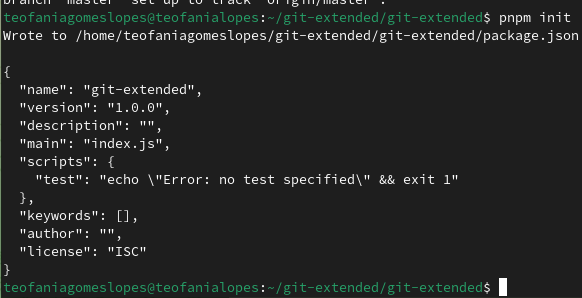 branch 'master' set up to track 'origin/master'.
teofaniagomeslopes@teofanialopes:~/git-extended/git-extended$ pnpm init
Wrote to /home/teofaniagomeslopes/git-extended/git-extended/package.json

{
  "name": "git-extended",
  "version": "1.0.0",
  "description": "",
  "main": "index.js",
  "scripts": {
    "test": "echo \"Error: no test specified\" && exit 1"
  },
  "keywords": [],
  "author": "",
  "license": "ISC"
}
teofaniagomeslopes@teofanialopes:~/git-extended/git-extended$